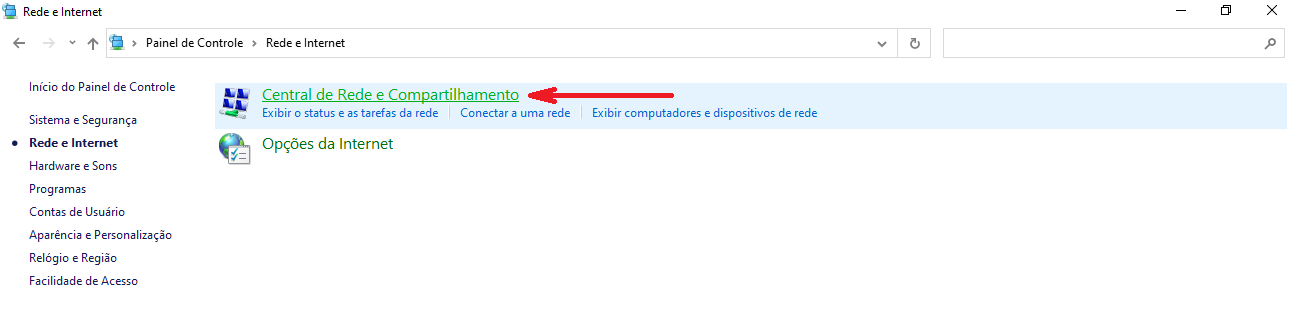 Rede e Internet
Painel de Controle > Rede e Internet
Início do Painel de Controle
Sistema e Segurança
Rede e Internet
Hardware e Sons
Programas
Contas de Usuário
Aparência e Personalização
Relógio e Região
Facilidade de Acesso
Central de Rede e Compartilhamento
Exibir o status e as tarefas da rede | Conectar a uma rede | Exibir computadores e dispositivos de rede
Opções da Internet